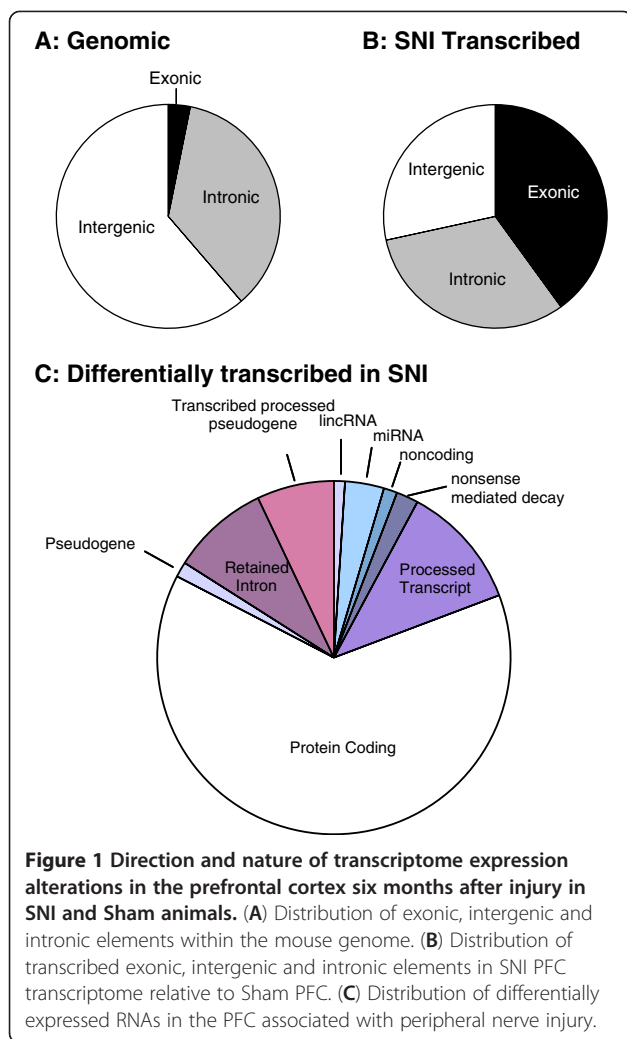 A: Genomic
B: SNI Transcribed
Exonic
Intronic
Intergenic
Intergenic
Exonic
Intronic
C: Differentially transcribed in SNI
Transcribed processed
pseudogene
lincRNA
miRNA
noncoding
nonsense
mediated decay
Pseudogene
Retained
Intron
Processed
Transcript
Protein Coding
Figure 1 Direction and nature of transcriptome expression
alterations in the prefrontal cortex six months after injury in
SNI and Sham animals. (A) Distribution of exonic, intergenic and
intronic elements within the mouse genome. (B) Distribution of
transcribed exonic, intergenic and intronic elements in SNI PFC
transcriptome relative to Sham PFC. (C) Distribution of differentially
expressed RNAs in the PFC associated with peripheral nerve injury.